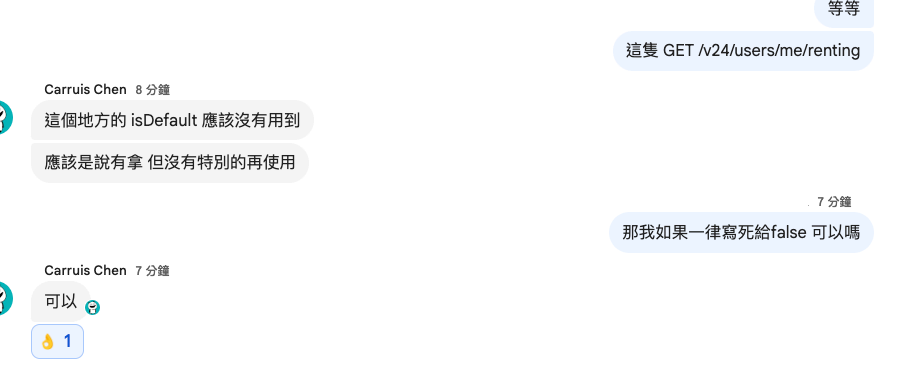 等等
這隻 GET /v24/users/me/renting
Carruis Chen 8 分鐘
這個地方的 isDefault 應該沒有用到
應該是說有拿 但沒有特別的再使用
7 分鐘
那我如果一律寫死給false 可以嗎
Carruis Chen 7 分鐘
可以
👌 1